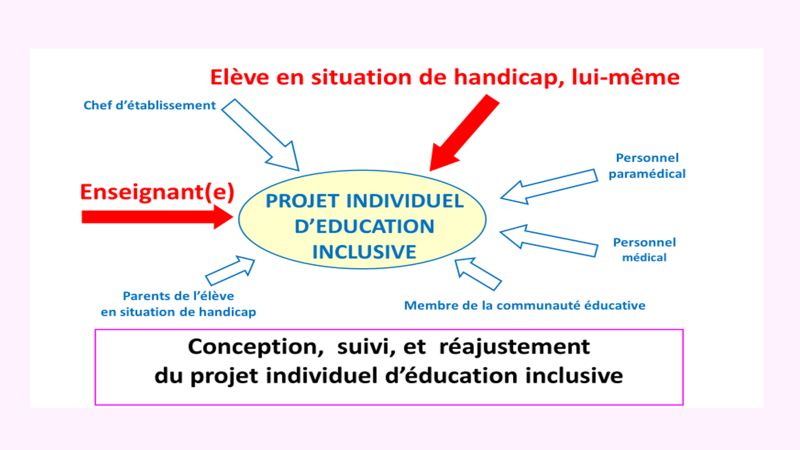 Elève en situation de handicap, lui-même
Chef d’établissement
Personnel
paramédical
Enseignant(e)
PROJET INDIVIDUEL
D’EDUCATION
INCLUSIVE
Personnel
médical
Parents de l’élève
en situation de handicap
Membre de la communauté éducative
Conception, suivi, et réajustement
du projet individuel d’éducation inclusive